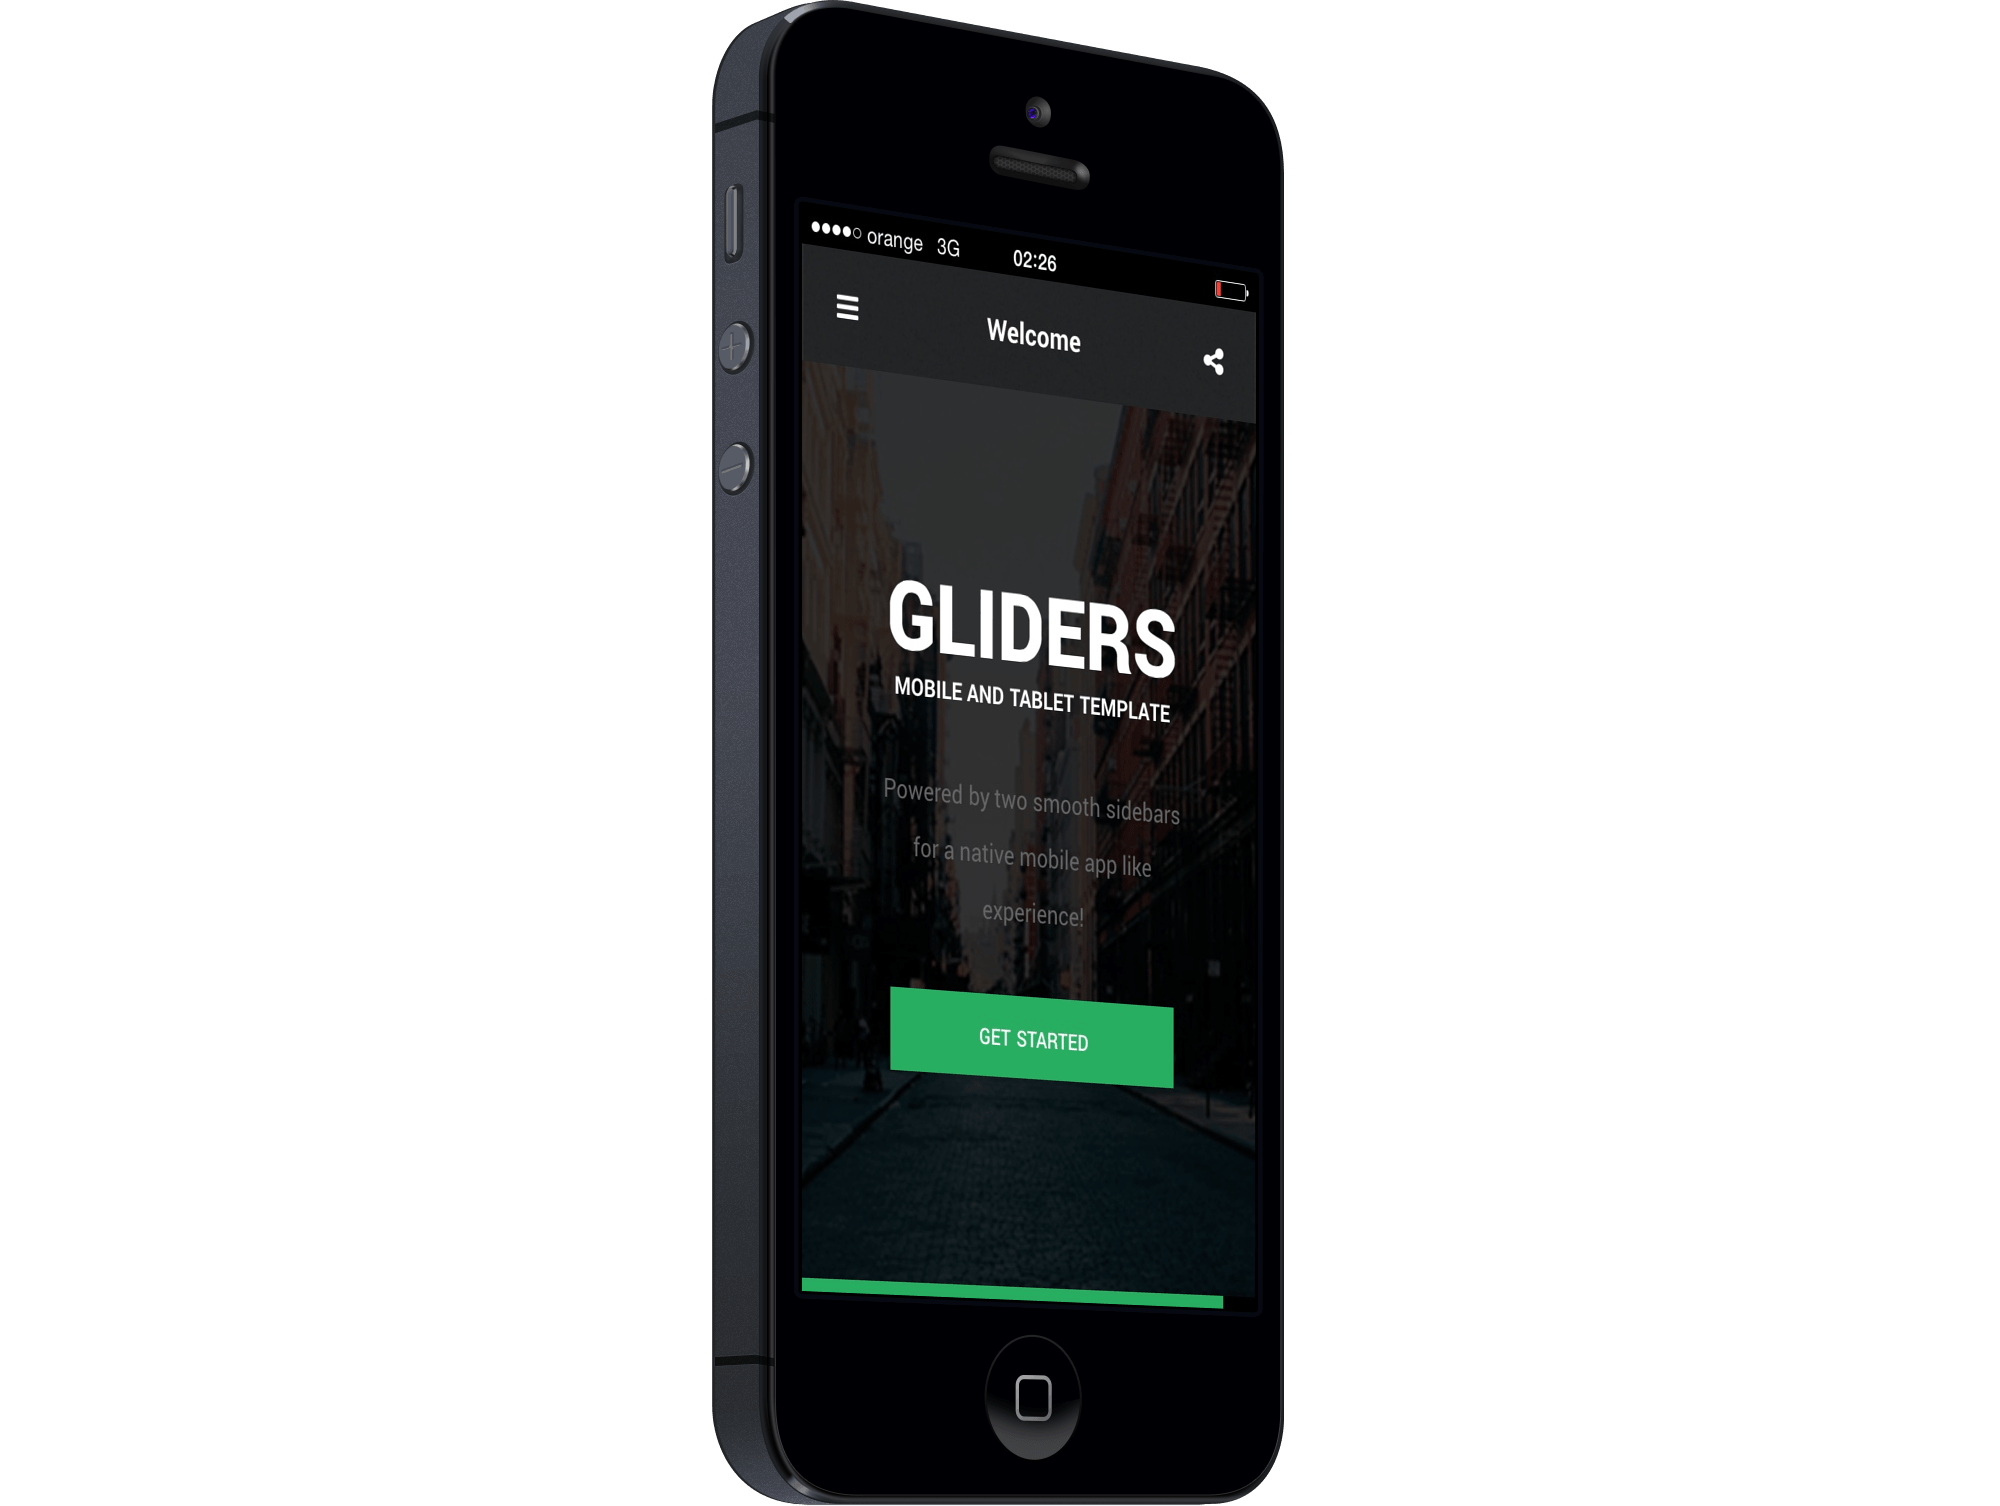 orange 3G 02:26
Welcome
GLIDERS
MOBILE AND TABLET TEMPLATE
Powered by two smooth sidebars
for a native mobile app like
experience!
GET STARTED